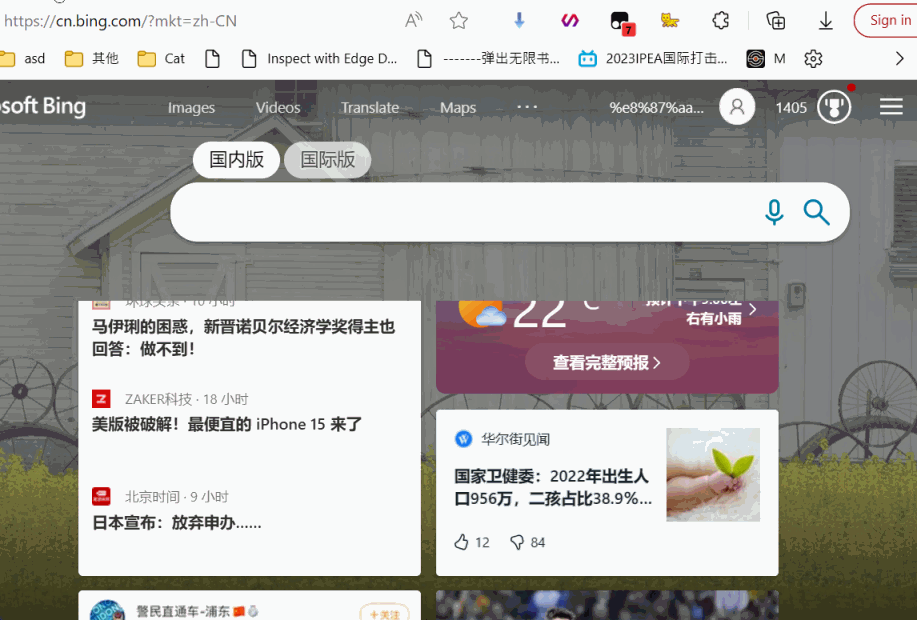 https://cn.bing.com/?mkt=zh-CN
A
7
Sign in
asd
其他
Cat
Inspect with Edge D...
-------弹出无限书...
2023IPEA国际打击...
M
osoft Bing
Images
Videos
Translate
Maps
...
%e8%87%aa...
1405
国内版
国际版
马伊琍的困惑，新晋诺贝尔经济学奖得主也
回答：做不到！
ZAKER科技 · 18 小时
美版被破解！最便宜的 iPhone 15 来了
北京时间 · 9 小时
日本宣布：放弃申办......
22
°C
右有小雨
查看完整预报
华尔街见闻
国家卫健委：2022年出生人
口956万，二孩占比38.9%...
12
84
警民直通车-浦东
+关注